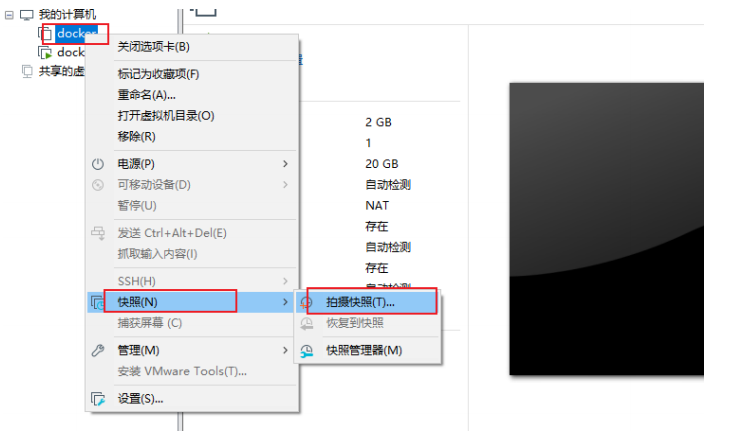 我的计算机
docker
关闭选项卡(B)
dock
标记为收藏项(F)
共享的虚
重命名(A)...
打开虚拟机目录(O)
移除(R)
2 GB
1
电源(P)
20 GB
可移动设备(D)
自动检测
暂停(U)
NAT
发送 Ctrl+Alt+Del(E)
存在
抓取输入内容(I)
自动检测
存在
SSH(H)
自动检测
快照(N)
拍摄快照(T)...
捕获屏幕 (C)
恢复到快照
管理(M)
快照管理器(M)
安装 VMware Tools(T)...
设置(S)...